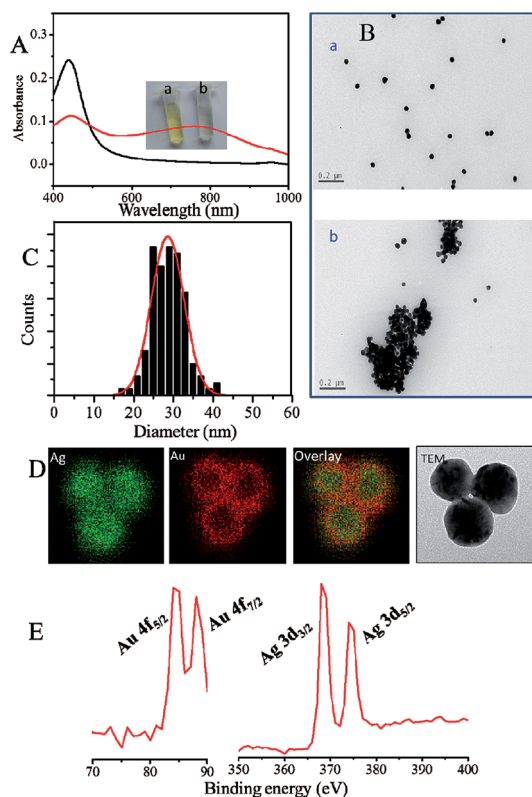 A
Absorbance
0.3
0.2
0.1
0.0
a b
400 600 800 1000
Wavelength (nm)
B
a
0.2 μm
b
0.2 μm
C
Counts
0 10 20 30 40 50 60
Diameter (nm)
D
Ag
Au
Overlay
TEM
E
Au 4f5/2
Au 4f7/2
Ag 3d3/2
Ag 3d5/2
70 75 80 85 90
350 360 370 380 390 400
Binding energy (eV)